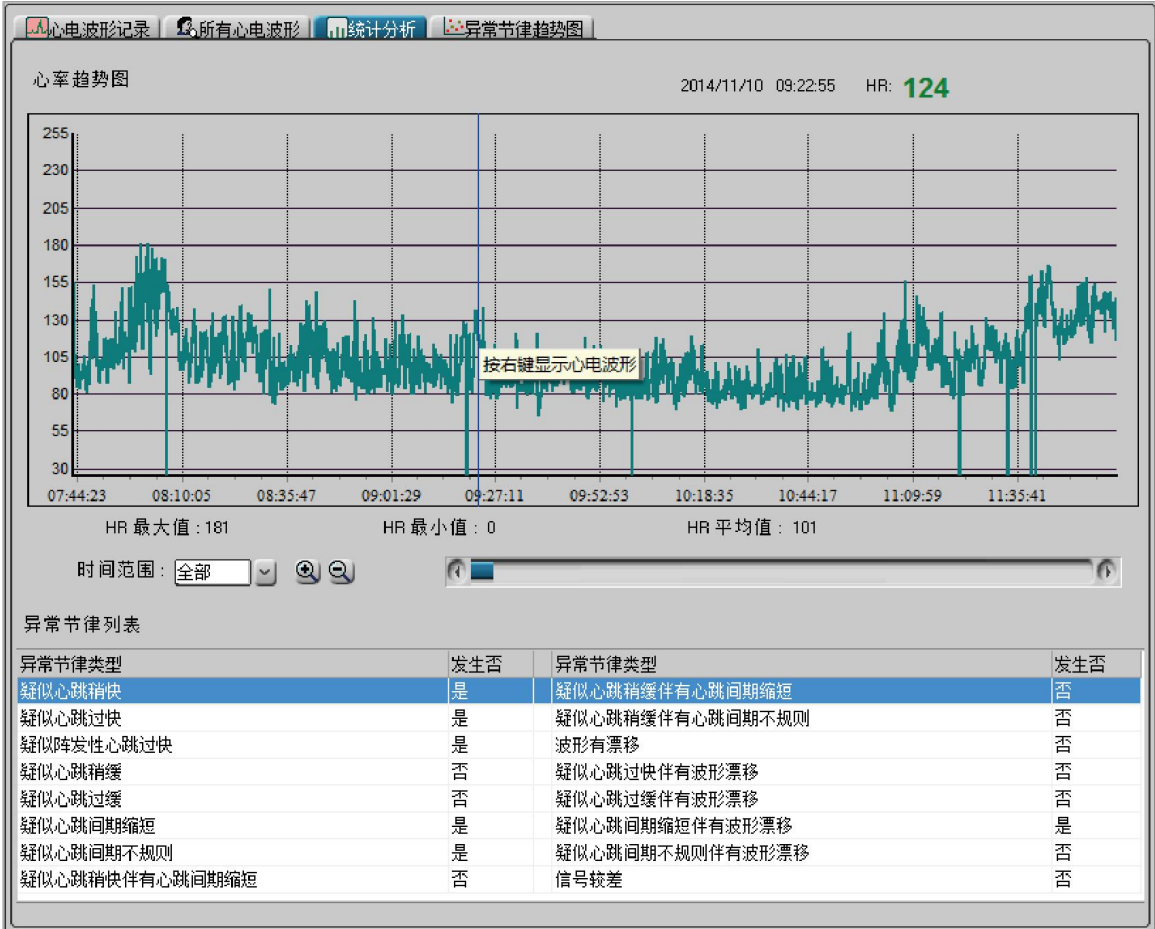 心电波形记录 所有心电波形 统计分析 异常节律趋势图
心率趋势图 2014/11/10 09:22:55 HR: 124
255
230
205
180
155
130
105
按右键显示心电波形
80
55
30
07:44:23 08:10:05 08:35:47 09:01:29 09:27:11 09:52:53 10:18:35 10:44:17 11:09:59 11:35:41
HR 最大值 : 181 HR 最小值 : 0 HR 平均值 : 101
时间范围 : 全部
异常节律列表
异常节律类型 发生否 异常节律类型 发生否
疑似心跳稍快 是 疑似心跳稍缓伴有心跳间期缩短 否
疑似心跳过快 是 疑似心跳稍缓伴有心跳间期不规则 否
疑似阵发性心跳过快 是 波形有漂移 否
疑似心跳稍缓 否 疑似心跳过快伴有波形漂移 否
疑似心跳过缓 否 疑似心跳过缓伴有波形漂移 否
疑似心跳间期缩短 是 疑似心跳间期缩短伴有波形漂移 是
疑似心跳间期不规则 是 疑似心跳间期不规则伴有波形漂移 否
疑似心跳稍快伴有心跳间期缩短 否 信号较差 否